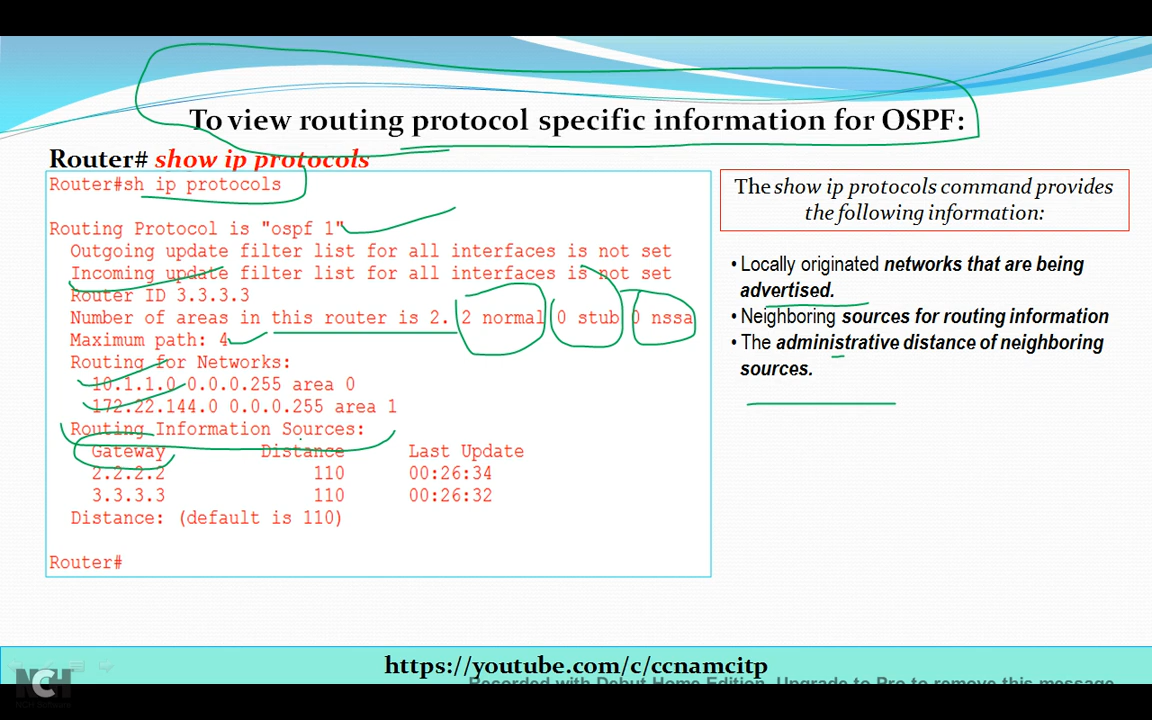 To view routing protocol specific information for OSPF:
Router# show ip protocols
Router#sh ip protocols
Routing Protocol is "ospf 1"
Outgoing update filter list for all interfaces is not set
Incoming update filter list for all interfaces is not set
Router ID 3.3.3.3
Number of areas in this router is 2. 2 normal 0 stub 0 nssa
Maximum path: 4
Routing for Networks:
10.1.1.0 0.0.0.255 area 0
172.22.144.0 0.0.0.255 area 1
Routing Information Sources:
Gateway Distance Last Update
2.2.2.2 110 00:26:34
3.3.3.3 110 00:26:32
Distance: (default is 110)
Router#
The show ip protocols command provides
the following information:
• Locally originated networks that are being
advertised.
• Neighboring sources for routing information
• The administrative distance of neighboring
sources.
https://youtube.com/c/ccnamcitp
Recorded with Debut Home Edition. Upgrade to Pro to remove this message
NCH
NCH Software